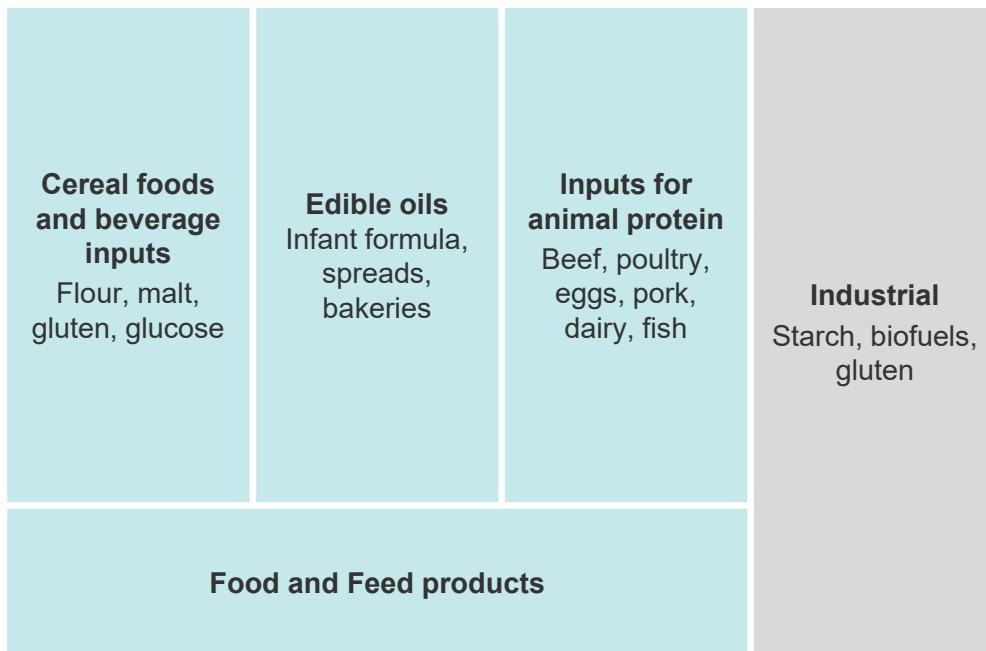 Cereal foods
and beverage
inputs
Flour, malt,
gluten, glucose
Edible oils
Infant formula,
spreads,
bakeries
Inputs for
animal protein
Beef, poultry,
eggs, pork,
dairy, fish
Industrial
Starch, biofuels,
gluten
Food and Feed products